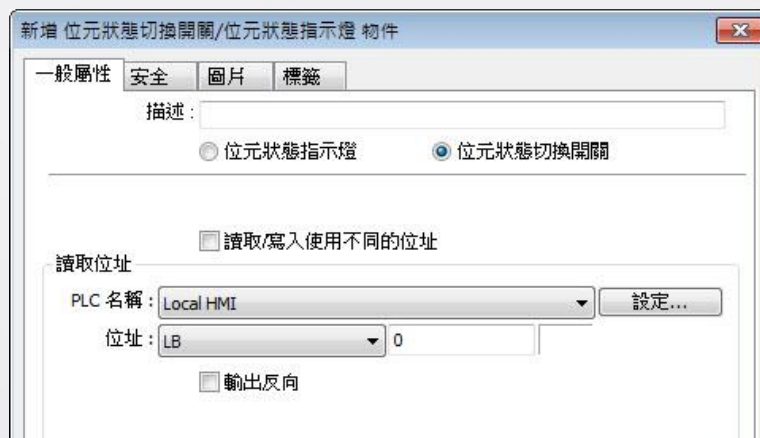 新增 位元狀態切換開關/位元狀態指示燈 物件
一般屬性 安全 圖片 標籤
描述 :
位元狀態指示燈 位元狀態切換開關
讀取/寫入使用不同的位址
讀取位址
PLC 名稱 : Local HMI 設定...
位址 : LB 0
輸出反向